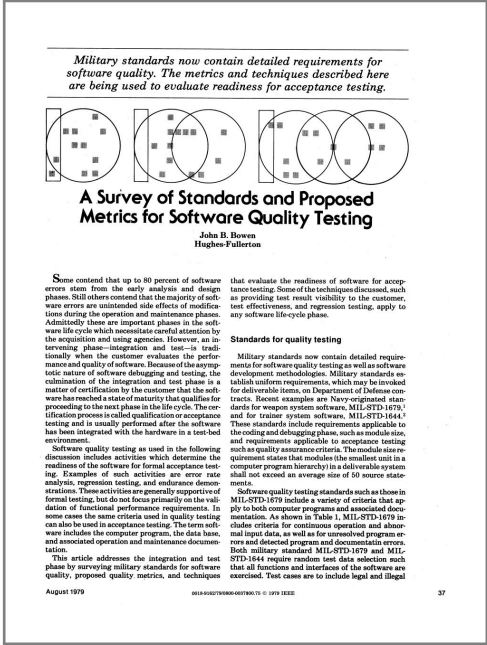 Military standards now contain detailed requirements for
software quality. The metrics and techniques described here
are being used to evaluate readiness for acceptance testing.
A Survey of Standards and Proposed
Metrics for Software Quality Testing
John B. Bowen
Hughes-Fullerton
Some contend that up to 80 percent of software
errors stem from the early analysis and design
phases. Still others contend that the majority of soft-
ware errors are unintended side effects of modifica-
tions during the operation and maintenance phases.
Admittedly these are important phases in the soft-
ware life cycle which necessitate careful attention by
the acquisition and using agencies. However, an in-
tervening phase—integration and test—is tradi-
tionally when the customer evaluates the perfor-
mance and quality of software. Because of the asymp-
totic nature of software debugging and testing, the
culmination of the integration and test phase is a
matter of certification by the customer that the soft-
ware has reached a state of maturity that qualifies for
proceeding to the next phase in the life cycle. The cer-
tification process is called qualification or acceptance
testing and is usually performed after the software
has been integrated with the hardware in a test-bed
environment.
Software quality testing as used in the following
discussion includes activities which determine the
readiness of the software for formal acceptance test-
ing. Examples of such activities are error rate
analysis, regression testing, and endurance demon-
strations. These activities are generally supportive of
formal testing, but do not focus primarily on the vali-
dation of functional performance requirements. In
some cases the same criteria used in quality testing
can also be used in acceptance testing. The term soft-
ware includes the computer program, the data base,
and associated operation and maintenance documen-
tation.
This article addresses the integration and test
phase by surveying military standards for software
quality, proposed quality metrics, and techniques
that evaluate the readiness of software for accep-
tance testing. Some of the techniques discussed, such
as providing test result visibility to the customer,
test effectiveness, and regression testing, apply to
any software life-cycle phase.
Standards for quality testing
Military standards now contain detailed require-
ments for software quality testing as well as software
development methodologies. Military standards es-
tablish uniform requirements, which may be invoked
for deliverable items, on Department of Defense con-
tracts. Recent examples are Navy-originated stan-
dards for weapon system software, MIL-STD-1679,1
and for trainer system software, MIL-STD-1644.2
These standards include requirements applicable to
the coding and debugging phase, such as module size,
and requirements applicable to acceptance testing
such as quality assurance criteria. The module size re-
quirement states that modules (the smallest unit in a
computer program hierarchy) in a deliverable system
shall not exceed an average size of 50 source state-
ments.
Software quality testing standards such as those in
MIL-STD-1679 include a variety of criteria that ap-
ply to both computer programs and associated docu-
mentation. As shown in Table 1, MIL-STD-1679 in-
cludes criteria for continuous operation and abnor-
mal input data, as well as for unresolved program er-
rors and detected program and documentatin errors.
Both military standard MIL-STD-1679 and MIL-
STD-1644 require random test data selection such
that all functions and interfaces of the software are
exercised. Test cases are to include legal and illegal
August 1979
0018-9162/79/0800-0037$00.75 © 1979 IEEE
37